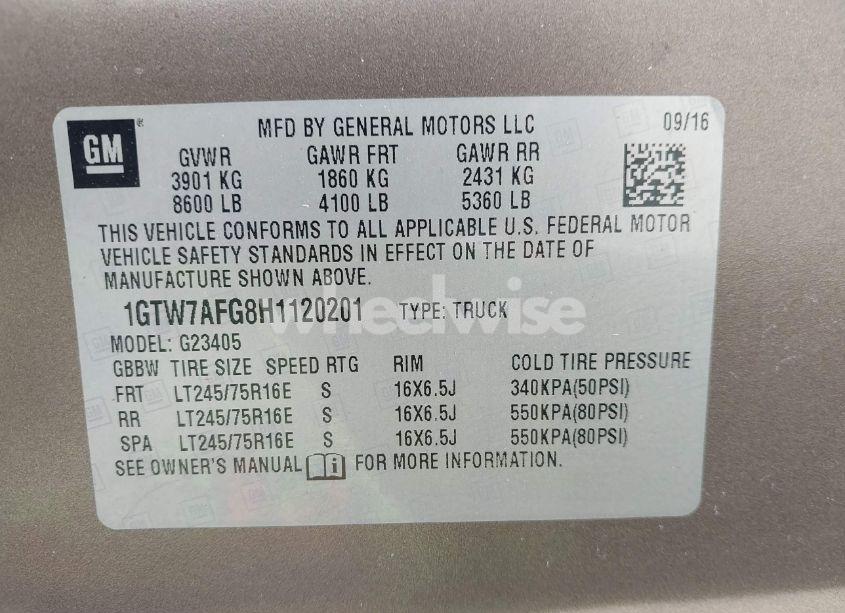 GM
®
MFD BY GENERAL MOTORS LLC 09/16
GVWR GAWR FRT GAWR RR
3901 KG 1860 KG 2431 KG
8600 LB 4100 LB 5360 LB
THIS VEHICLE CONFORMS TO ALL APPLICABLE U.S. FEDERAL MOTOR
VEHICLE SAFETY STANDARDS IN EFFECT ON THE DATE OF
MANUFACTURE SHOWN ABOVE.
1GTW7AFG8H1120201 TYPE: TRUCK
wheelwise
MODEL: G23405
GBBW TIRE SIZE SPEED RTG RIM COLD TIRE PRESSURE
FRT LT245/75R16E S 16X6.5J 340KPA(50PSI)
RR LT245/75R16E S 16X6.5J 550KPA(80PSI)
SPA LT245/75R16E S 16X6.5J 550KPA(80PSI)
SEE OWNER'S MANUAL i FOR MORE INFORMATION.